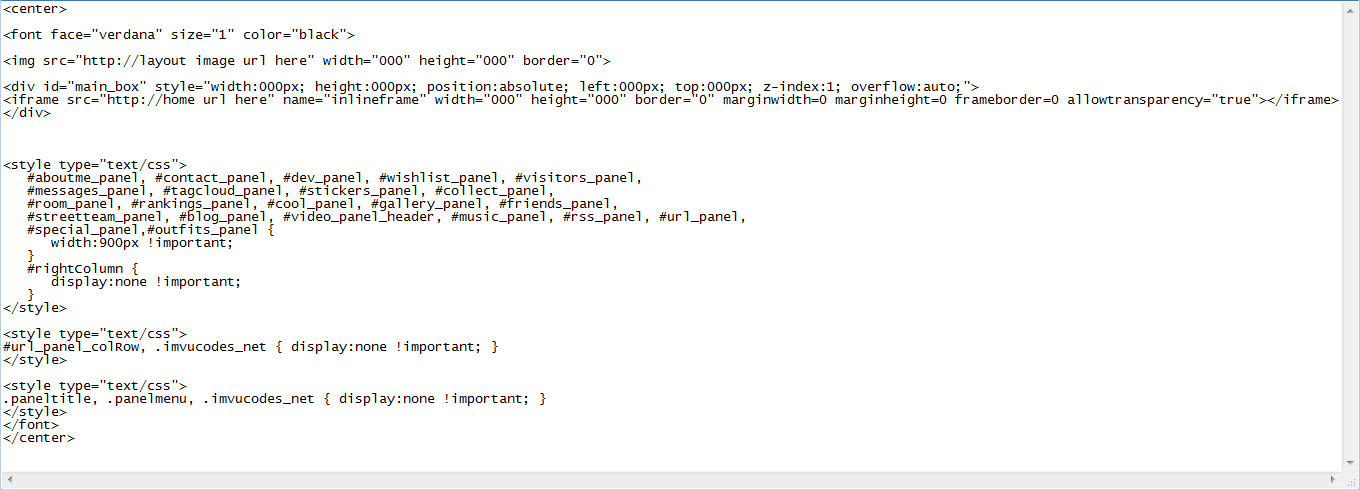 <center>
<font face="verdana" size="1" color="black">
<img src="http://layout image url here" width="000" height="000" border="0">
<div id="main_box" style="width:000px; height:000px; position:absolute; left:000px; top:000px; z-index:1; overflow:auto;">
<iframe src="http://home url here" name="inlineframe" width="000" height="000" border="0" marginwidth=0 marginheight=0 frameborder=0 allowtransparency="true"></iframe>
</div>
<style type="text/css">
#aboutme_panel, #contact_panel, #dev_panel, #wishlist_panel, #visitors_panel,
#messages_panel, #tagcloud_panel, #stickers_panel, #collect_panel,
#room_panel, #rankings_panel, #cool_panel, #gallery_panel, #friends_panel,
#streetteam_panel, #blog_panel, #video_panel_header, #music_panel, #rss_panel, #url_panel,
#special_panel,#outfits_panel {
width:900px !important;
}
#rightColumn {
display:none !important;
}
</style>
<style type="text/css">
#url_panel_colRow, .imvucodes_net { display:none !important; }
</style>
<style type="text/css">
.paneltitle, .panelmenu, .imvucodes_net { display:none !important; }
</style>
</font>
</center>